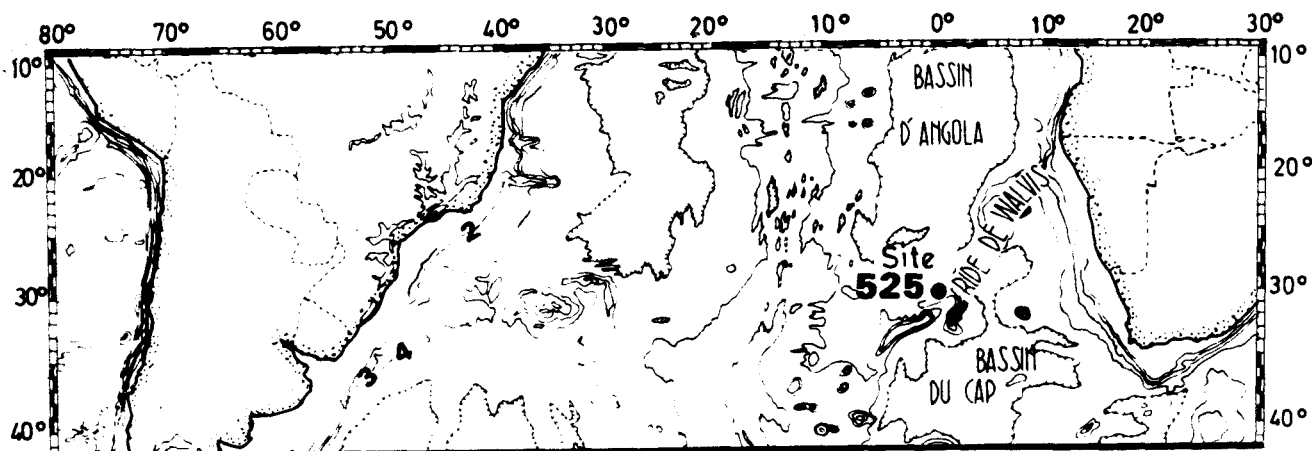 80° 70° 60° 50° 40° 30° 20° 10° 0° 10° 20° 30°
10° 10°
BASSIN
D'ANGOLA
20° 20°
RIDE DE WALVIS
2
Site
525
30° 30°
4
3
BASSIN
DU CAP
40° 40°